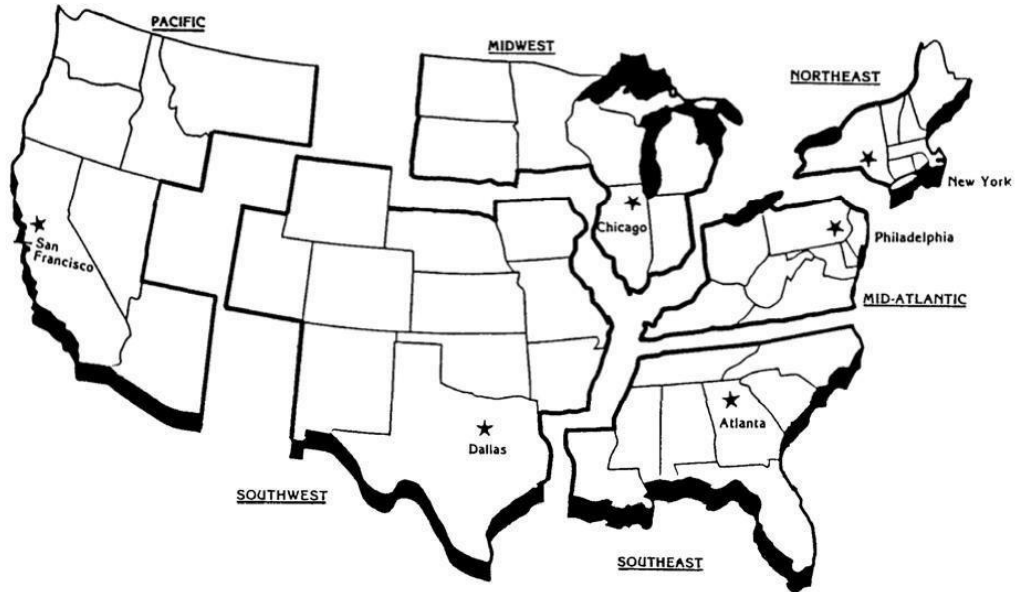 PACIFIC
MIDWEST
NORTHEAST
New York
San
Francisco
Chicago
Philadelphia
MID-ATLANTIC
Atlanta
Dallas
SOUTHWEST
SOUTHEAST